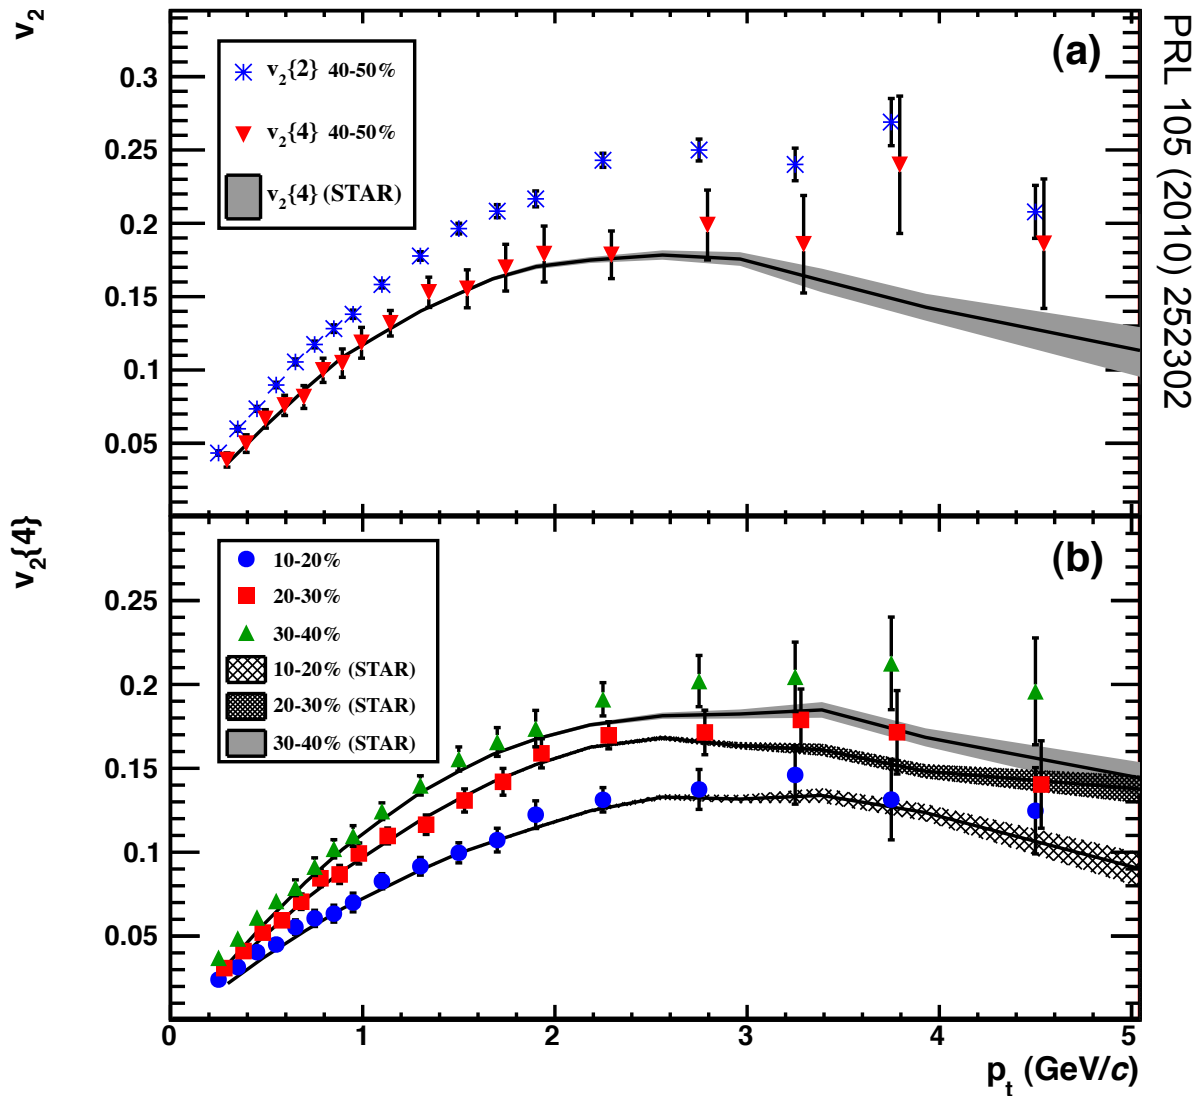 v2
0.3
0.25
0.2
0.15
0.1
0.05
(a)
v2{2} 40-50%
v2{4} 40-50%
v2{4} (STAR)
PRL 105 (2010) 252302
v2{4}
0.25
0.2
0.15
0.1
0.05
(b)
10-20%
20-30%
30-40%
10-20% (STAR)
20-30% (STAR)
30-40% (STAR)
0 1 2 3 4 5
pt (GeV/c)